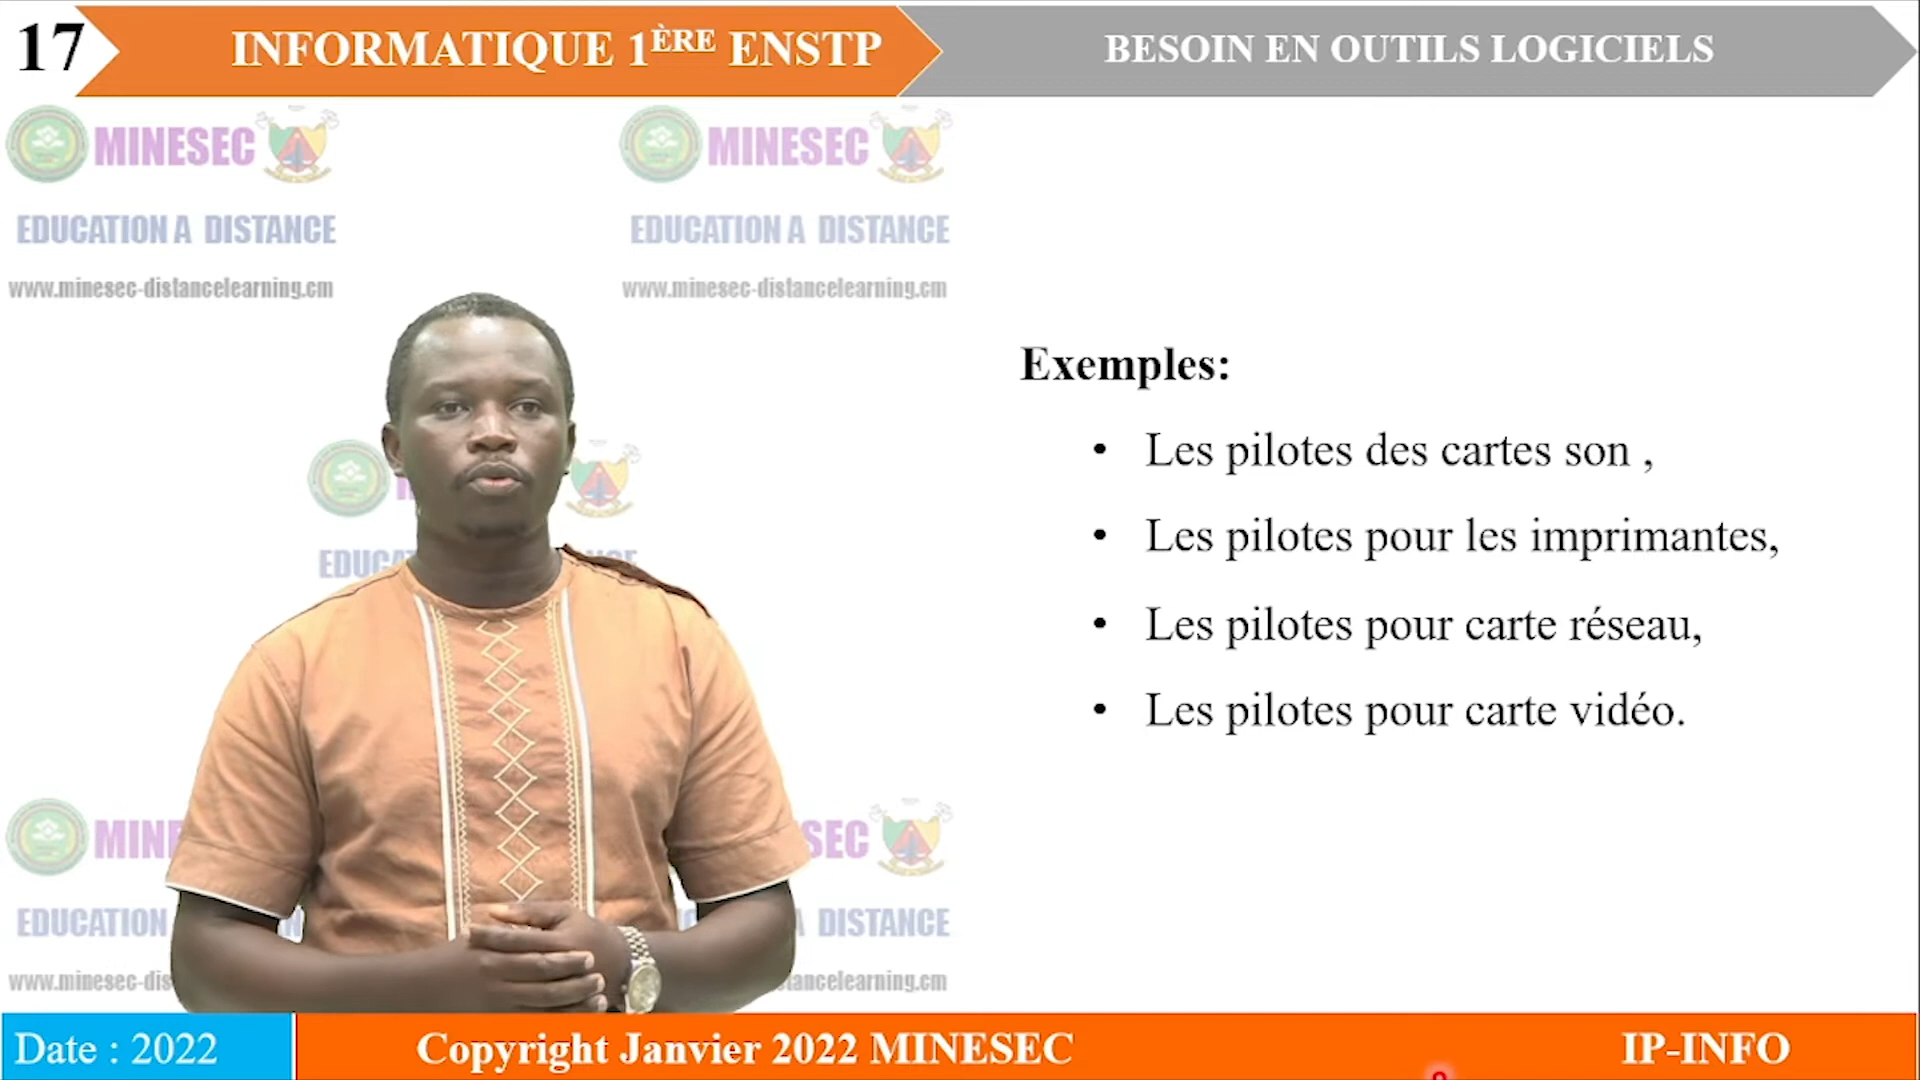 17
INFORMATIQUE 1ÈRE ENSTP
BESOIN EN OUTILS LOGICIELS
MINESEC
MINESEC
EDUCATION A DISTANCE
EDUCATION A DISTANCE
www.minesec-distancelearning.cm
www.minesec-distancelearning.cm
Exemples:
• Les pilotes des cartes son ,
• Les pilotes pour les imprimantes,
• Les pilotes pour carte réseau,
• Les pilotes pour carte vidéo.
EDUCATION
DISTANCE
Date : 2022
Copyright Janvier 2022 MINESEC
IP-INFO